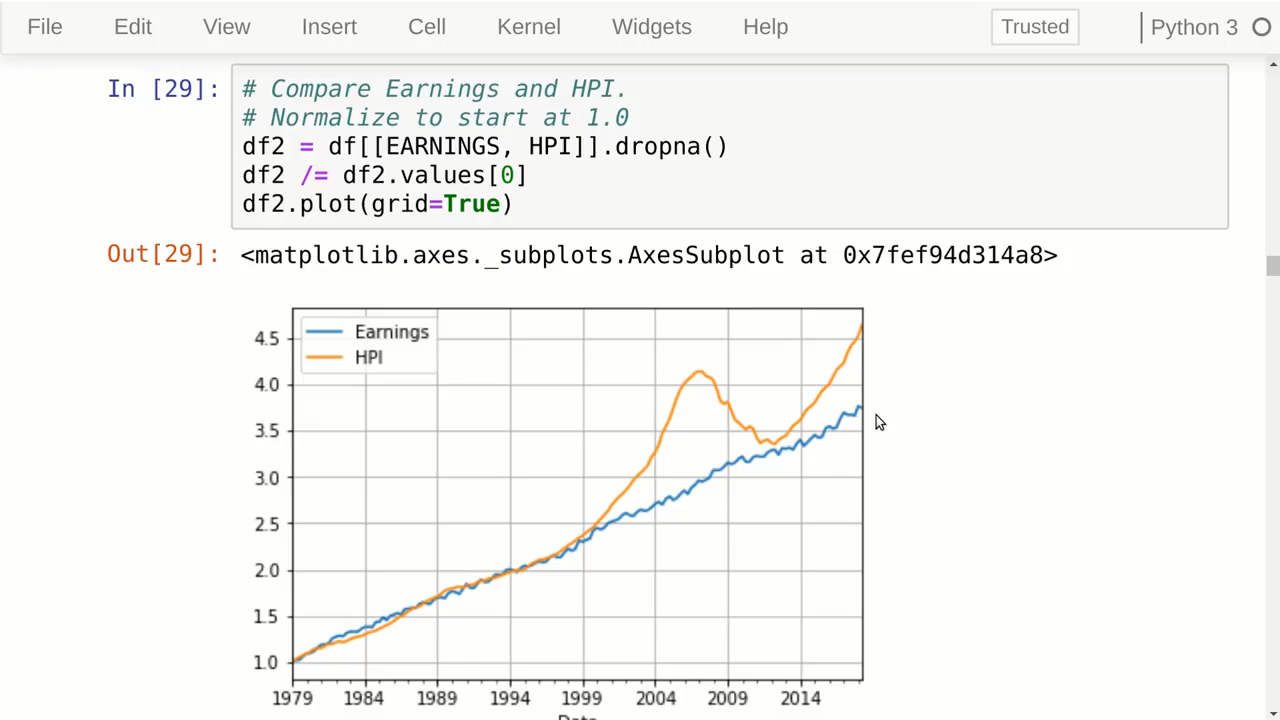 File Edit View Insert Cell Kernel Widgets Help Trusted Python 3
In [29]: # Compare Earnings and HPI.
# Normalize to start at 1.0
df2 = df[[EARNINGS, HPI]].dropna()
df2 /= df2.values[0]
df2.plot(grid=True)
Out[29]: <matplotlib.axes._subplots.AxesSubplot at 0x7fef94d314a8>
Earnings
HPI
4.5
4.0
3.5
3.0
2.5
2.0
1.5
1.0
1979 1984 1989 1994 1999 2004 2009 2014
Date